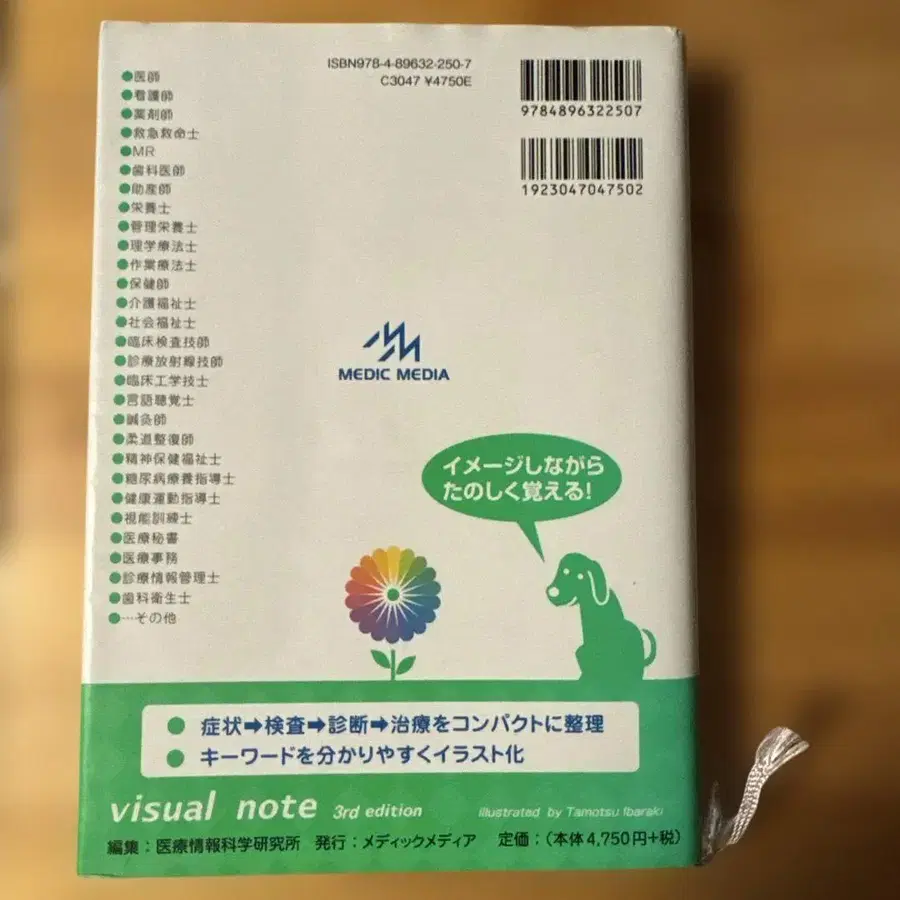 ISBN978-4-89632-250-7
C3047 ¥4750E
9784896322507
1923047047502
●医師
●看護師
●薬剤師
●救急救命士
●MR
●歯科医師
●助産師
●栄養士
●管理栄養士
●理学療法士
●作業療法士
●保健師
●介護福祉士
●社会福祉士
●臨床検査技師
●診療放射線技師
●臨床工学技士
●言語聴覚士
●鍼灸師
●柔道整復師
●精神保健福祉士
●糖尿病療養指導士
●健康運動指導士
●視能訓練士
●医療秘書
●医療事務
●診療情報管理士
●歯科衛生士
●…その他
MEDIC MEDIA
イメージしながら
たのしく覚える!
● 症状➡検査➡診断➡治療をコンパクトに整理
● キーワードを分かりやすくイラスト化
visual note 3rd edition
illustrated by Tamotsu Ibaraki
編集：医療情報科学研究所 発行：メディックメディア 定価：(本体4,750円+税)